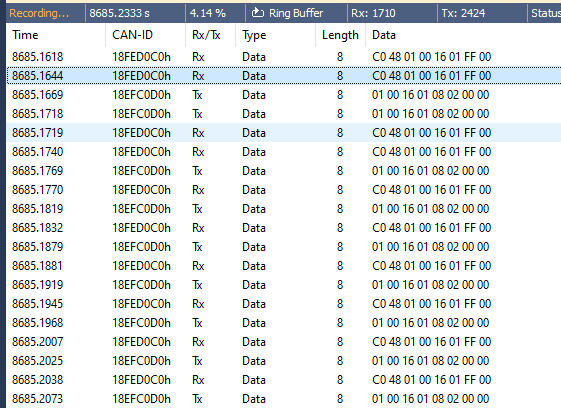 Recording... 8685.2333 s 4.14 % Ring Buffer Rx: 1710 Tx: 2424 Status
Time CAN-ID Rx/Tx Type Length Data
8685.1618 18FED0C0h Rx Data 8 C0 48 01 00 16 01 FF 00
8685.1644 18FED0C0h Rx Data 8 C0 48 01 00 16 01 FF 00
8685.1669 18EFC0D0h Tx Data 8 01 00 16 01 08 02 00 00
8685.1718 18EFC0D0h Tx Data 8 01 00 16 01 08 02 00 00
8685.1719 18FED0C0h Rx Data 8 C0 48 01 00 16 01 FF 00
8685.1740 18FED0C0h Rx Data 8 C0 48 01 00 16 01 FF 00
8685.1769 18EFC0D0h Tx Data 8 01 00 16 01 08 02 00 00
8685.1770 18FED0C0h Rx Data 8 C0 48 01 00 16 01 FF 00
8685.1819 18EFC0D0h Tx Data 8 01 00 16 01 08 02 00 00
8685.1832 18FED0C0h Rx Data 8 C0 48 01 00 16 01 FF 00
8685.1879 18EFC0D0h Tx Data 8 01 00 16 01 08 02 00 00
8685.1881 18FED0C0h Rx Data 8 C0 48 01 00 16 01 FF 00
8685.1919 18EFC0D0h Tx Data 8 01 00 16 01 08 02 00 00
8685.1945 18FED0C0h Rx Data 8 C0 48 01 00 16 01 FF 00
8685.1968 18EFC0D0h Tx Data 8 01 00 16 01 08 02 00 00
8685.2007 18FED0C0h Rx Data 8 C0 48 01 00 16 01 FF 00
8685.2025 18EFC0D0h Tx Data 8 01 00 16 01 08 02 00 00
8685.2038 18FED0C0h Rx Data 8 C0 48 01 00 16 01 FF 00
8685.2073 18EFC0D0h Tx Data 8 01 00 16 01 08 02 00 00